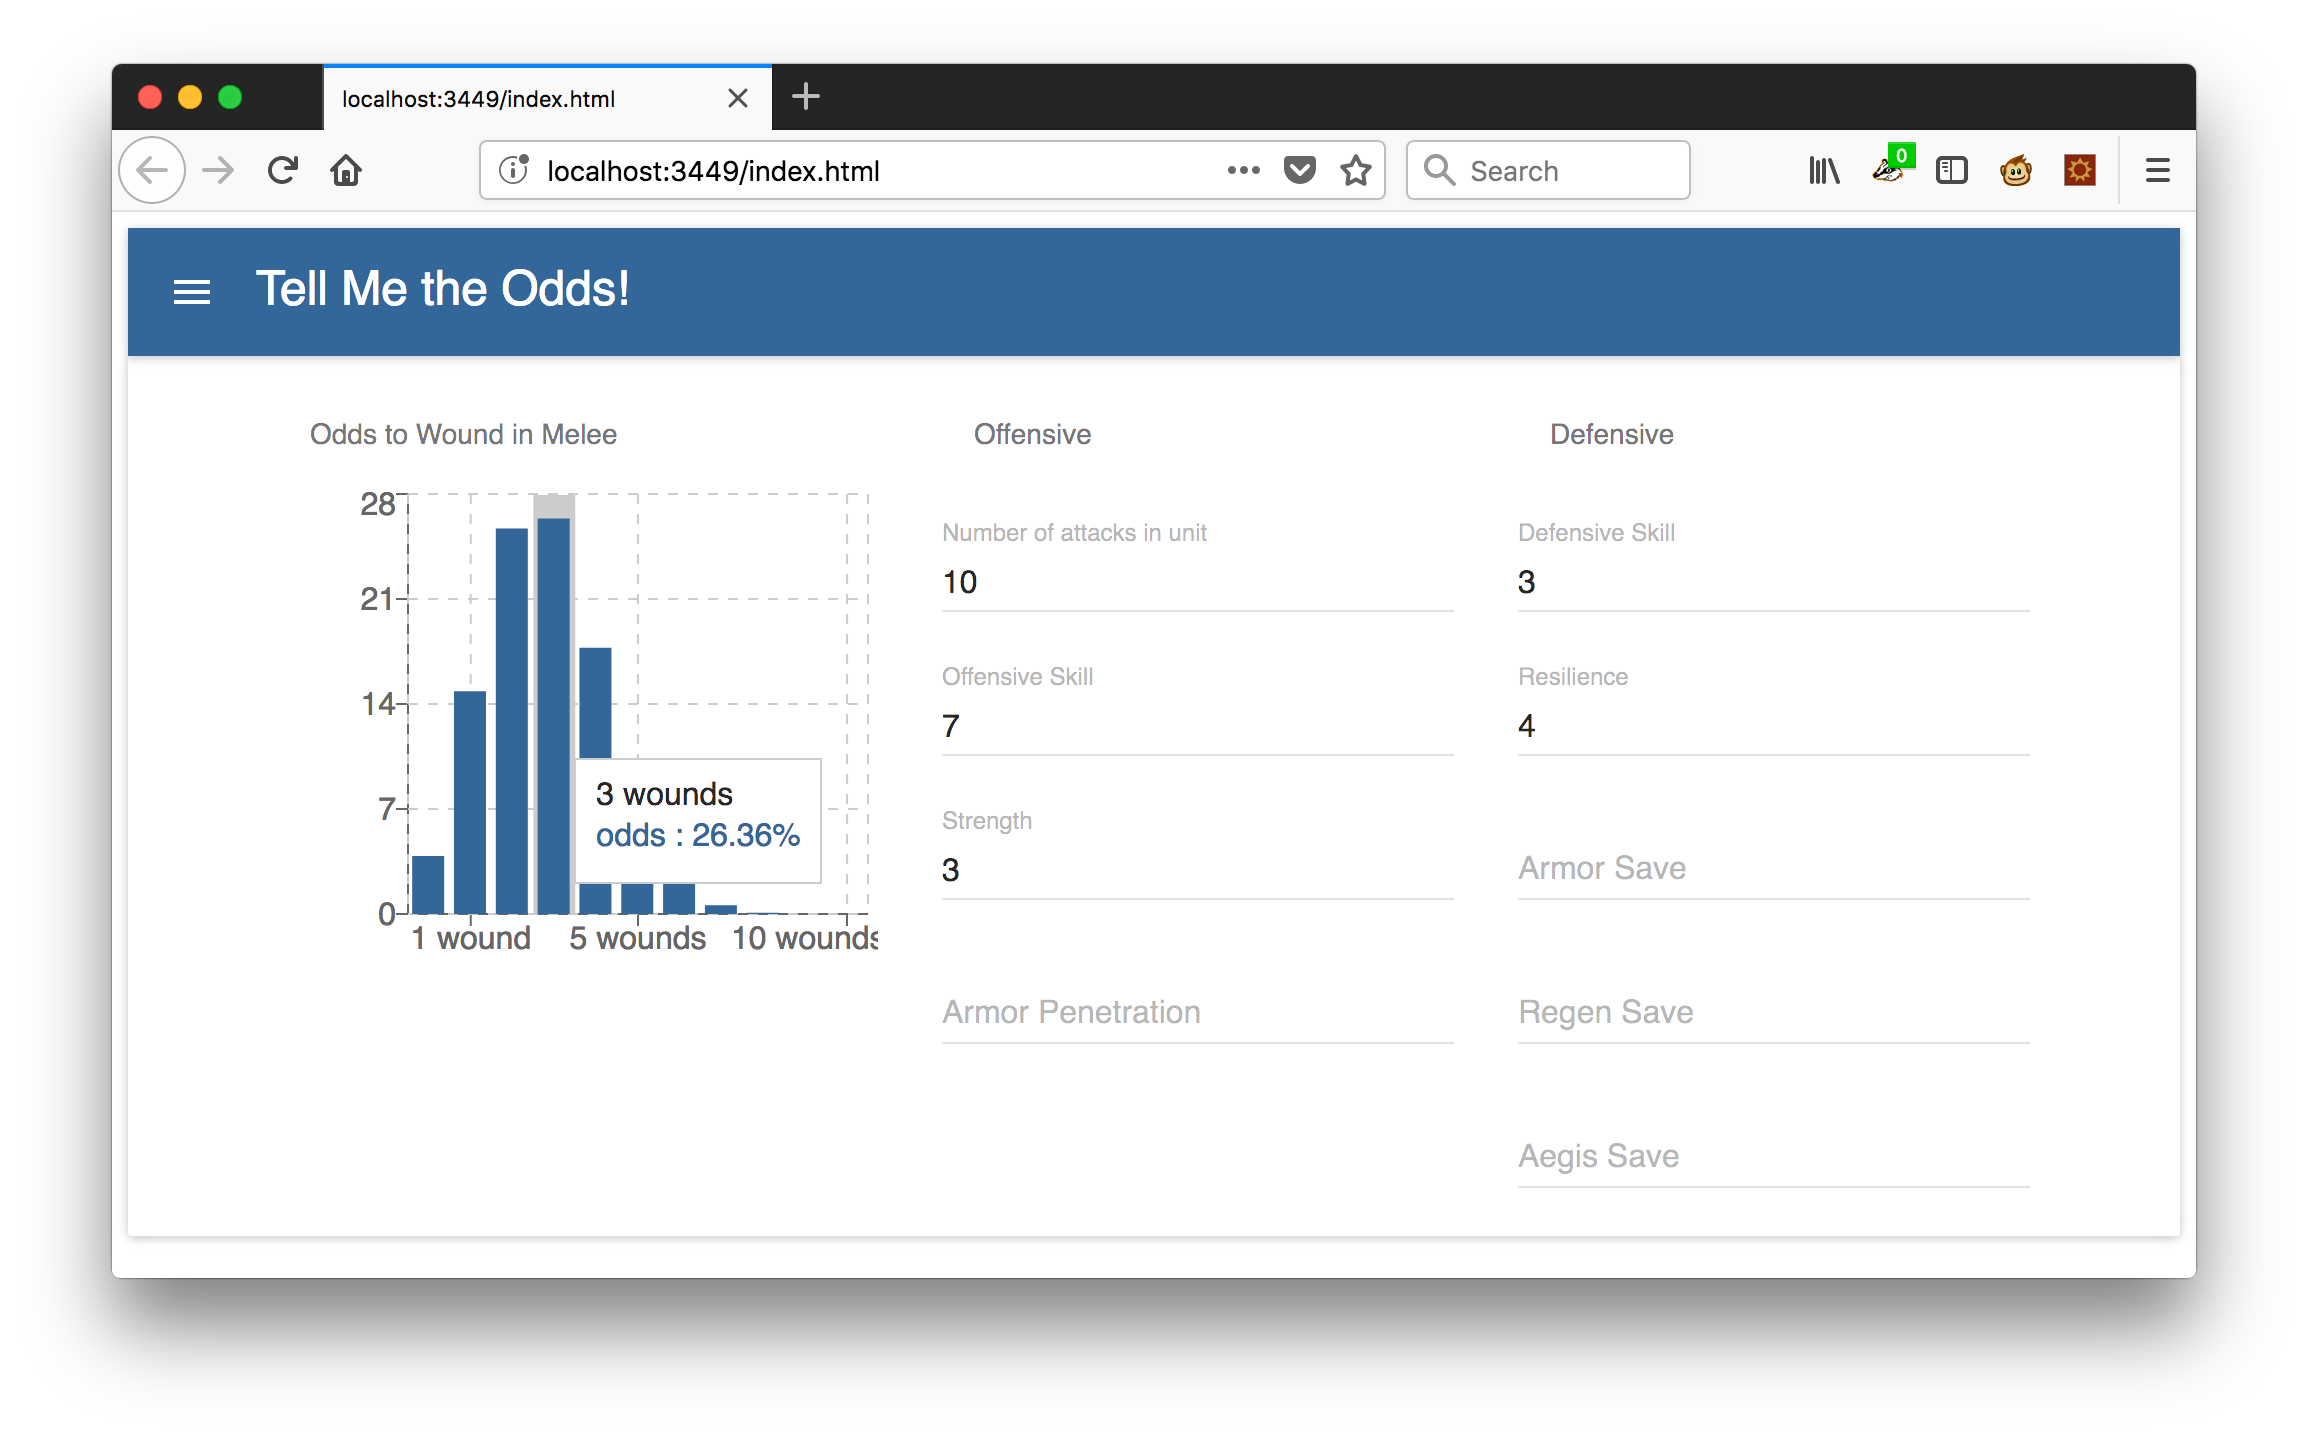 localhost:3449/index.html
localhost:3449/index.html
Search
0
Tell Me the Odds!
Odds to Wound in Melee
28
21
14
7
0
1 wound
5 wounds
10 wounds
3 wounds
odds : 26.36%
Offensive
Number of attacks in unit
10
Offensive Skill
7
Strength
3
Armor Penetration
Defensive
Defensive Skill
3
Resilience
4
Armor Save
Regen Save
Aegis Save